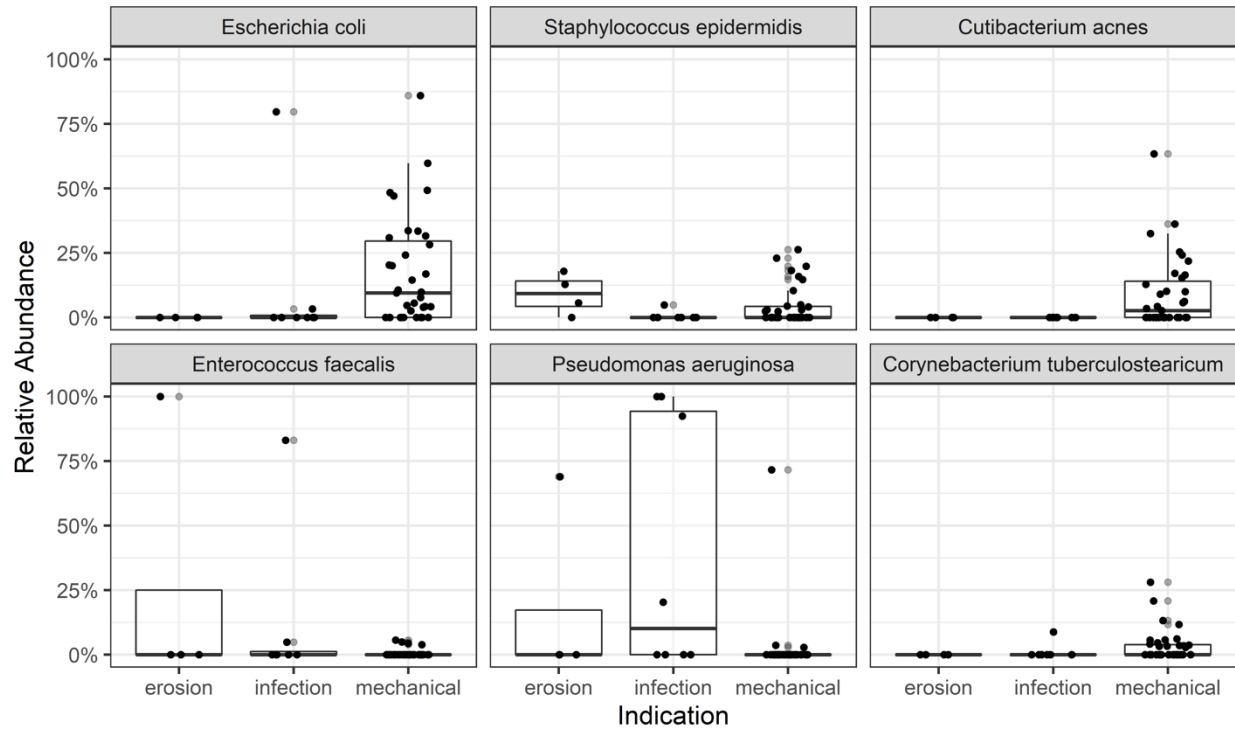 Escherichia coli
Staphylococcus epidermidis
Cutibacterium acnes
100%
75%
50%
25%
0%
Enterococcus faecalis
Pseudomonas aeruginosa
Corynebacterium tuberculostearicum
100%
75%
50%
25%
0%
Relative Abundance
erosion infection mechanical
erosion infection mechanical
erosion infection mechanical
Indication